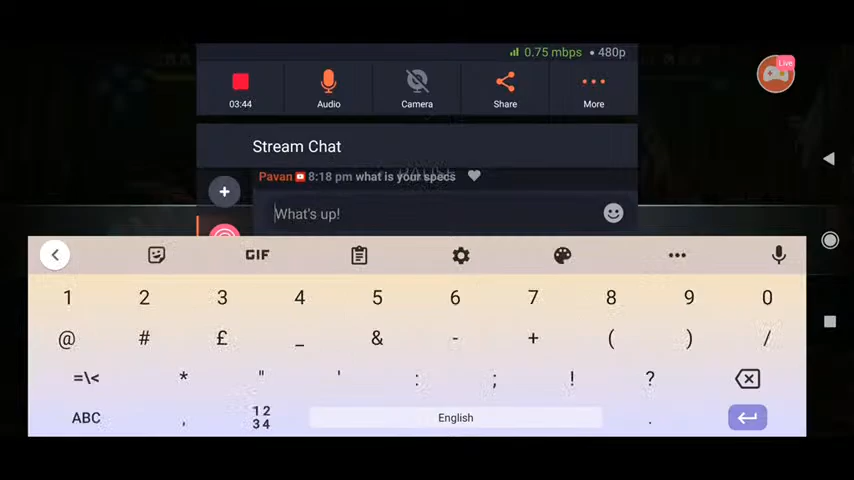 0.75 mbps • 480p
Live
03:44 Audio Camera Share More
Stream Chat
Pavan 8:18 pm what is your specs
PAUSE
What's up!
GIF
1 2 3 4 5 6 7 8 9 0
@ # £ _ & - + ( ) /
=\< * " ' : ; ! ?
ABC , 12 English .
34